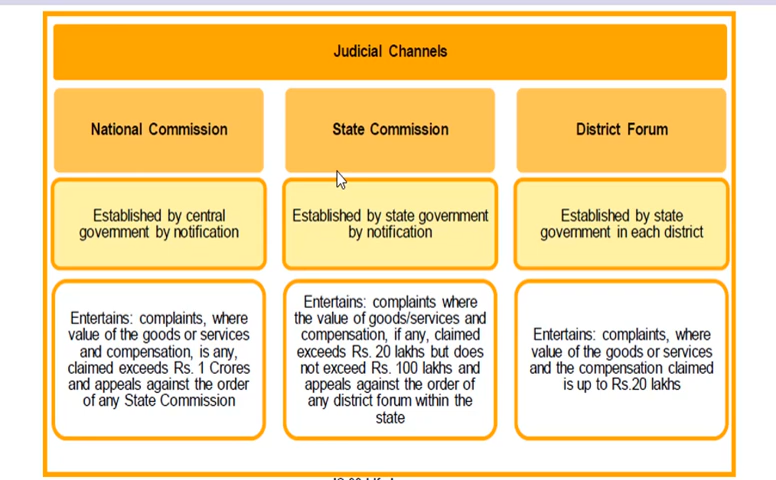 Judicial Channels
National Commission
State Commission
District Forum
Established by central
government by notification
Established by state government
by notification
Established by state
government in each district
Entertains: complaints, where
value of the goods or services
and compensation, is any,
claimed exceeds Rs. 1 Crores
and appeals against the order
of any State Commission
Entertains: complaints where
the value of goods/services and
compensation, if any, claimed
exceeds Rs. 20 lakhs but does
not exceed Rs. 100 lakhs and
appeals against the order of
any district forum within the
state
Entertains: complaints, where
value of the goods or services
and the compensation claimed
is up to Rs.20 lakhs